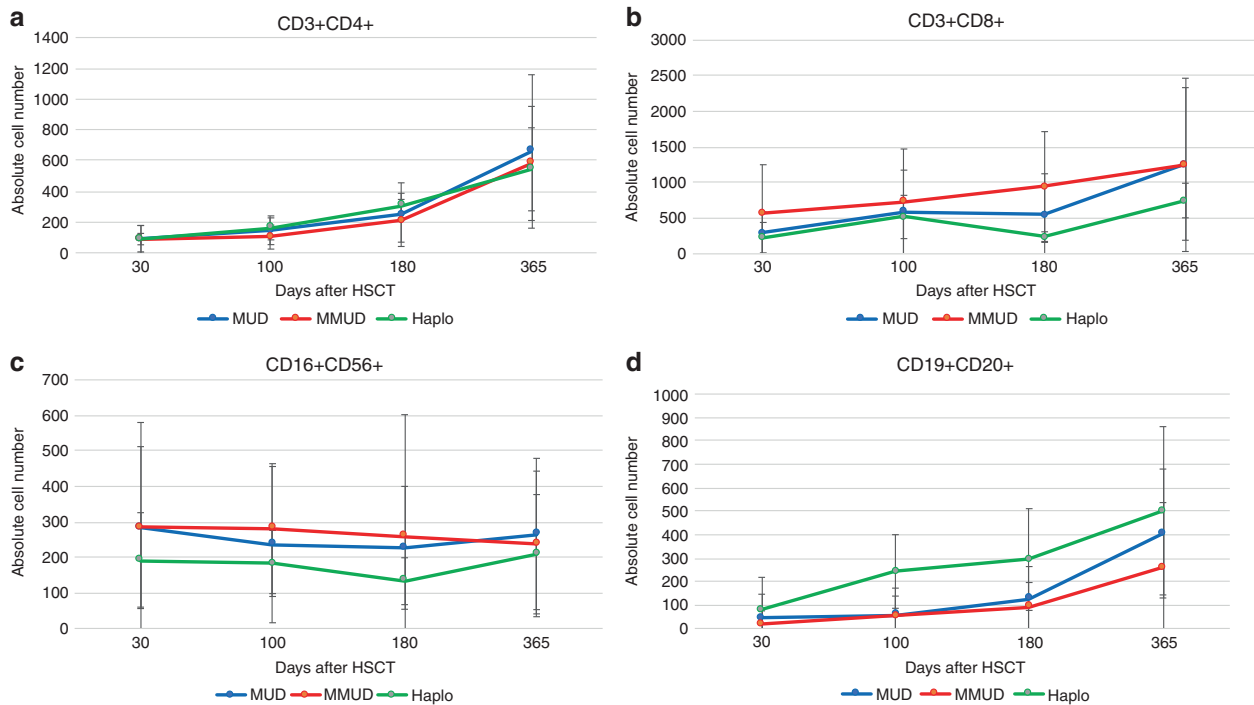 a
CD3+CD4+
1400
1200
1000
800
600
400
200
0
Absolute cell number
30 100 180 365
Days after HSCT
MUD MMUD Haplo
b
CD3+CD8+
3000
2500
2000
1500
1000
500
0
Absolute cell number
30 100 180 365
Days after HSCT
MUD MMUD Haplo
c
CD16+CD56+
700
600
500
400
300
200
100
0
Absolute cell number
30 100 180 365
Days after HSCT
MUD MMUD Haplo
d
CD19+CD20+
1000
900
800
700
600
500
400
300
200
100
0
Absolute cell number
30 100 180 365
Days after HSCT
MUD MMUD Haplo